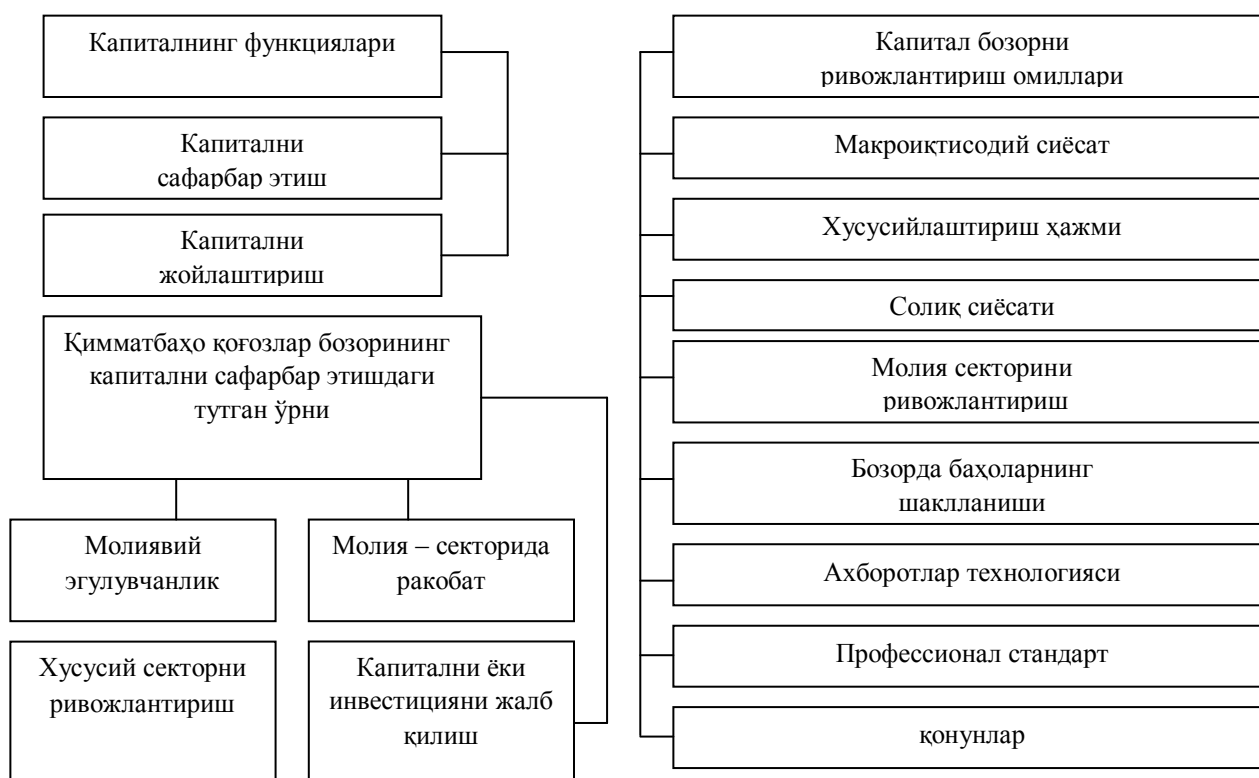 Капиталнинг функциялари
Капитални
сафарбар этиш
Капитални
жойлаштириш
Қимматбаҳо қоғозлар бозорининг
капитални сафарбар этишдаги
тутган ўрни
Молиявий
эгулувчанлик
Молия – секторида
ракобат
Хусусий секторни
ривожлантириш
Капитални ёки
инвестицияни жалб
қилиш
Капитал бозорни
ривожлантириш омиллари
Макроиқтисодий сиёсат
Хусусийлаштириш ҳажми
Солиқ сиёсати
Молия секторини
ривожлантириш
Бозорда баҳоларнинг
шаклланиши
Ахборотлар технологияси
Профессионал стандарт
қонунлар